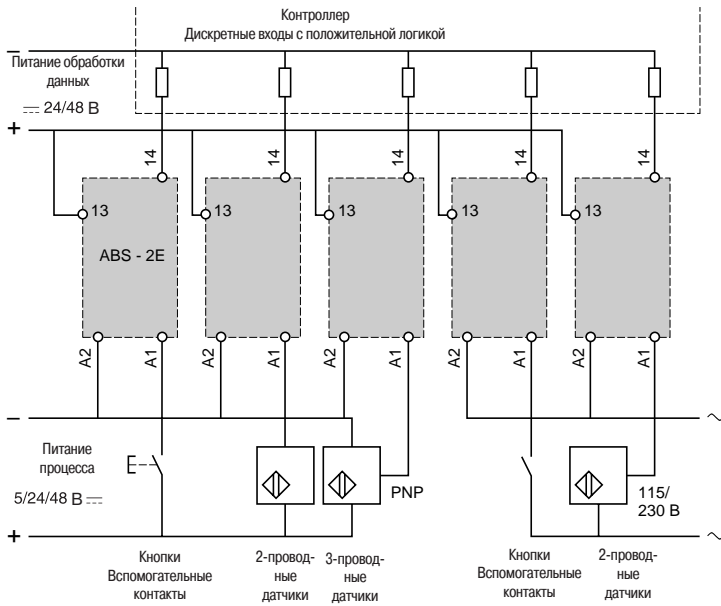 Контроллер
Дискретные входы с положительной логикой
–
Питание обработки
данных
24/48 В
+
14 14 14 14 14
13 13 13 13 13
ABS - 2E
A2 A1 A2 A1 A2 A1 A2 A1 A2 A1
– ~
Питание
процесса
5/24/48 В
PNP
115/
230 В
+ ~
Кнопки
Вспомогательные
контакты
2-провод-
ные
датчики
3-провод-
ные
датчики
Кнопки
Вспомогательные
контакты
2-провод-
ные
датчики